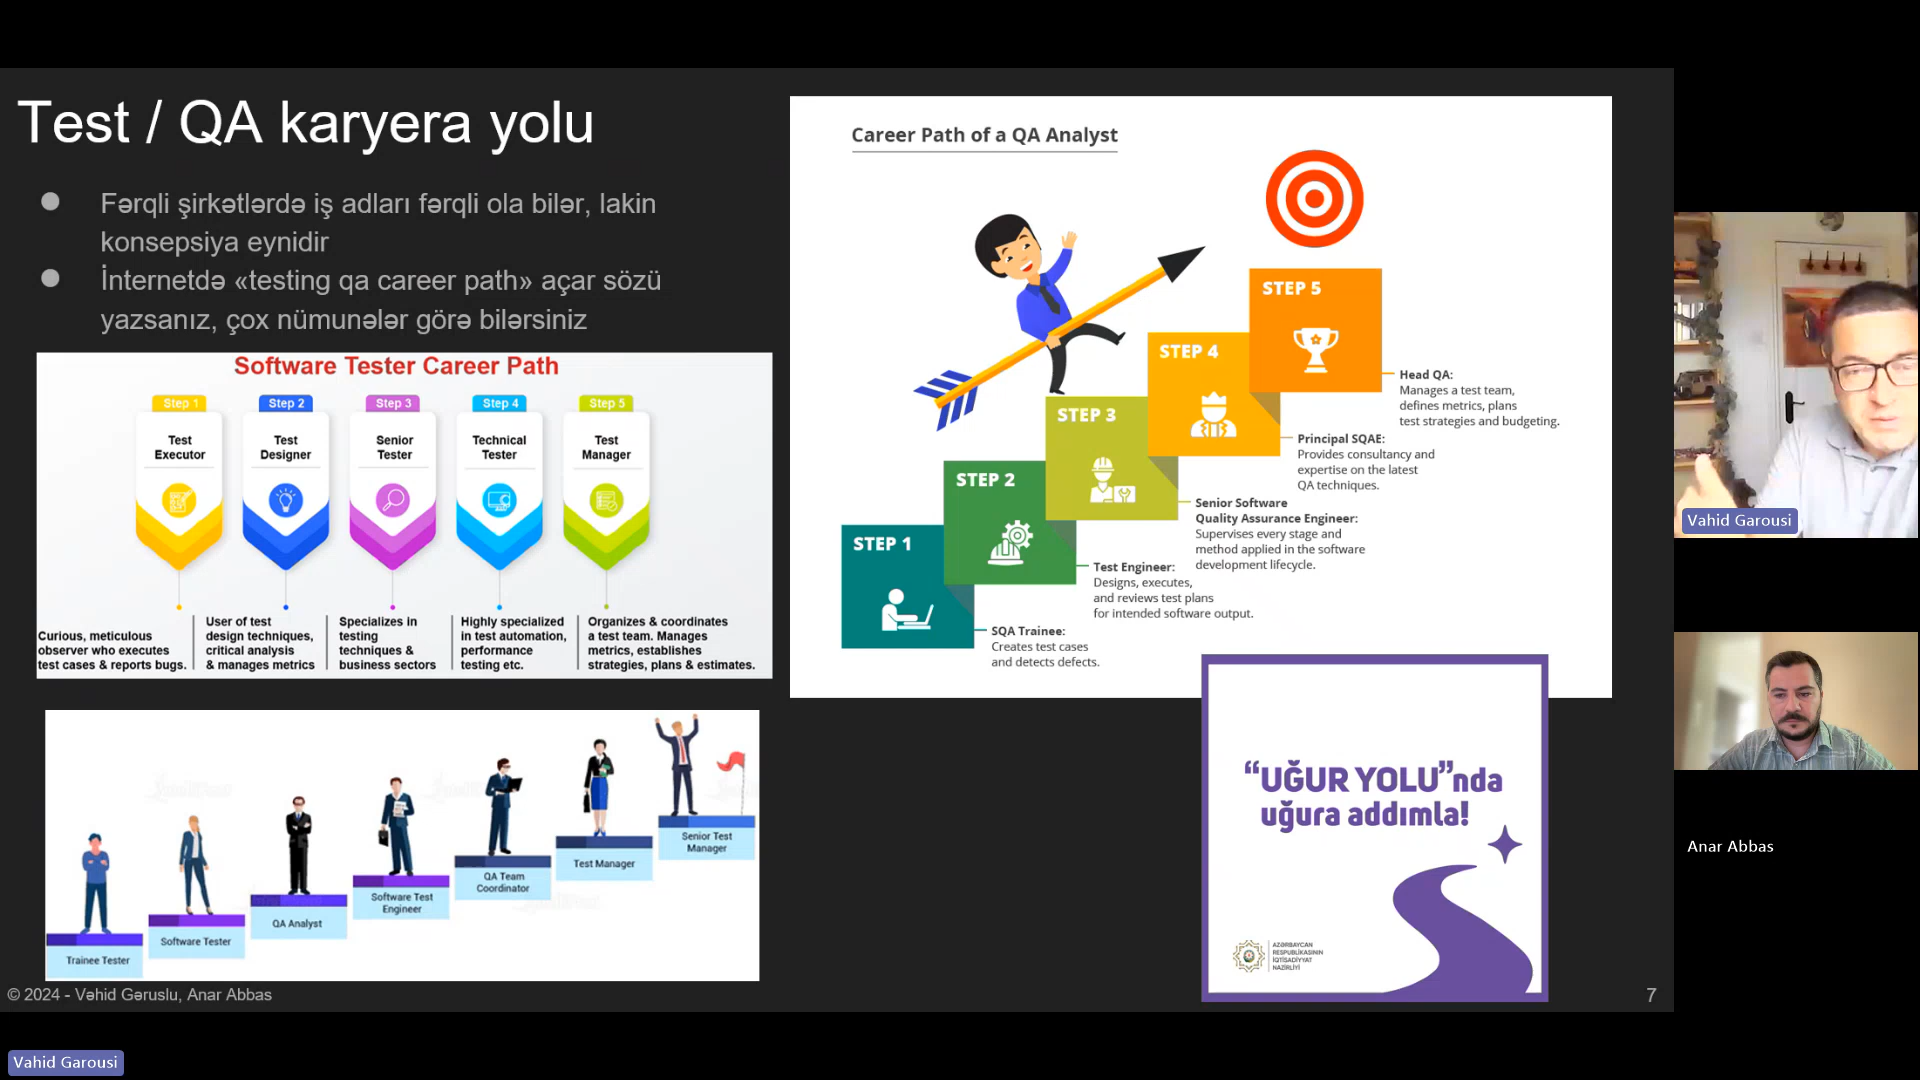 Test / QA karyera yolu
● Fərqli şirkətlərdə iş adları fərqli ola bilər, lakin
konsepsiya eynidir
● İnternetdə «testing qa career path» açar sözü
yazsanız, çox nümunələr görə bilərsiniz
Software Tester Career Path
Step 1
Test
Executor
Curious, meticulous
observer who executes
test cases & reports bugs.
Step 2
Test
Designer
User of test
design techniques,
critical analysis
& manages metrics
Step 3
Senior
Tester
Specializes in
testing
techniques &
business sectors
Step 4
Technical
Tester
Highly specialized
in test automation,
performance
testing etc.
Step 5
Test
Manager
Organizes & coordinates
a test team. Manages
metrics, establishes
strategies, plans & estimates.
Trainee Tester
Software Tester
QA Analyst
Software Test
Engineer
QA Team
Coordinator
Test Manager
Senior Test
Manager
Career Path of a QA Analyst
STEP 1
SQA Trainee:
Creates test cases
and detects defects.
STEP 2
Test Engineer:
Designs, executes,
and reviews test plans
for intended software output.
STEP 3
Senior Software
Quality Assurance Engineer:
Supervises every stage and
method applied in the software
development lifecycle.
STEP 4
Principal SQAE:
Provides consultancy and
expertise on the latest
QA techniques.
STEP 5
Head QA:
Manages a test team,
defines metrics, plans
test strategies and budgeting.
“UĞUR YOLU”nda
uğura addımla!
AZƏRBAYCAN
RESPUBLİKASININ
İQTİSADİYYAT
NAZİRLİYİ
© 2024 - Vəhid Gəruslu, Anar Abbas
7
Vahid Garousi
Anar Abbas
Vahid Garousi